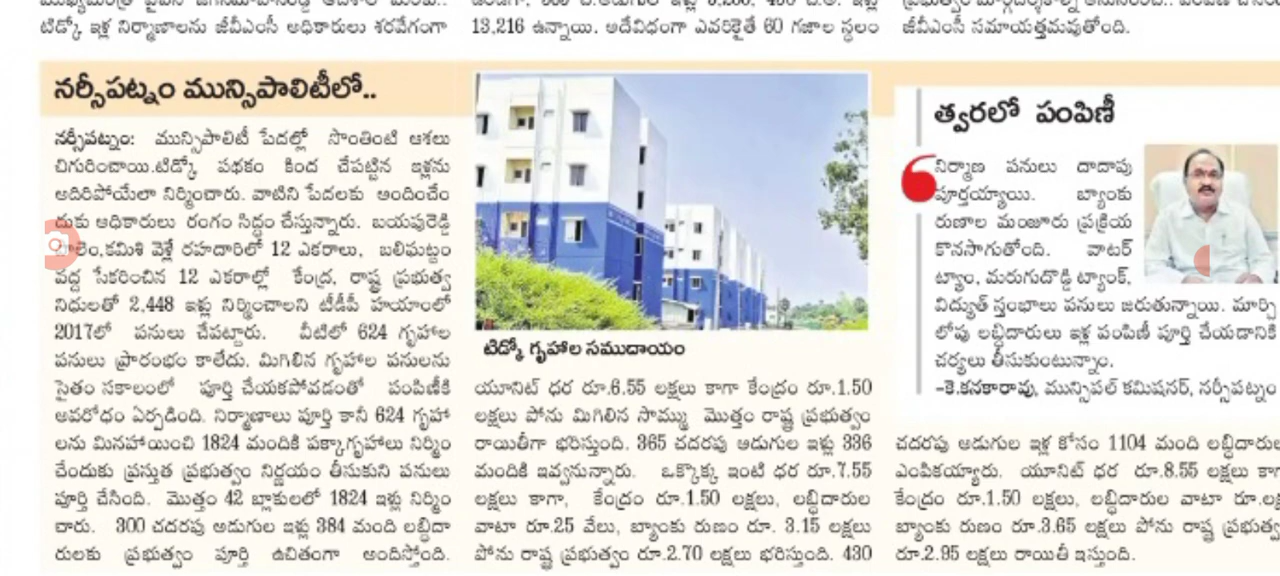 టిడ్కో ఇళ్ల నిర్మాణాలను జీవీఎంసీ అధికారులు శరవేగంగా
13,216 ఉన్నాయి. అదేవిధంగా ఎవరికైతే 60 గజాల స్థలం
జీవీఎంసీ సమాయత్తమవుతోంది.
నర్సీపట్నం మున్సిపాలిటీలో..
నర్సీపట్నం: మున్సిపాలిటీ పేదల్లో సొంతింటి ఆశలు
చిగురించాయి.టిడ్కో పథకం కింద చేపట్టిన ఇళ్లను
అదిరిపోయేలా నిర్మించారు. వాటిని పేదలకు అందించేం
దుకు అధికారులు రంగం సిద్ధం చేస్తున్నారు. బయపురెడ్డి
పాలెం,కమిశి వెళ్లే రహదారిలో 12 ఎకరాలు, బలిఘట్టం
వద్ద సేకరించిన 12 ఎకరాల్లో కేంద్ర, రాష్ట్ర ప్రభుత్వ
నిధులతో 2,448 ఇళ్లు నిర్మించాలని టీడీపీ హయాంలో
2017లో పనులు చేపట్టారు. వీటిలో 624 గృహాల
పనులు ప్రారంభం కాలేదు. మిగిలిన గృహాల పనులను
సైతం సకాలంలో పూర్తి చేయకపోవడంతో పంపిణీకి
అవరోధం ఏర్పడింది. నిర్మాణాలు పూర్తి కానీ 624 గృహా
లను మినహాయించి 1824 మందికి పక్కాగృహాలు నిర్మిం
చేందుకు ప్రస్తుత ప్రభుత్వం నిర్ణయం తీసుకుని పనులు
పూర్తి చేసింది. మొత్తం 42 బ్లాకులలో 1824 ఇళ్లు నిర్మిం
చారు. 300 చదరపు అడుగుల ఇళ్లు 384 మంది లబ్ధిదా
రులకు ప్రభుత్వం పూర్తి ఉచితంగా అందిస్తోంది.
టిడ్కో గృహాల సముదాయం
యూనిట్ ధర రూ.6.55 లక్షలు కాగా కేంద్రం రూ.1.50
లక్షలు పోను మిగిలిన సొమ్ము మొత్తం రాష్ట్ర ప్రభుత్వం
రాయితీగా భరిస్తుంది. 365 చదరపు అడుగుల ఇళ్లు 336
మందికి ఇవ్వనున్నారు. ఒక్కొక్క ఇంటి ధర రూ.7.55
లక్షలు కాగా, కేంద్రం రూ.1.50 లక్షలు, లబ్ధిదారుల
వాటా రూ.25 వేలు, బ్యాంకు రుణం రూ. 3.15 లక్షలు
పోను రాష్ట్ర ప్రభుత్వం రూ.2.70 లక్షలు భరిస్తుంది. 430
త్వరలో పంపిణీ
నిర్మాణ పనులు దాదాపు
పూర్తయ్యాయి. బ్యాంకు
రుణాల మంజూరు ప్రక్రియ
కొనసాగుతోంది. వాటర్
ట్యాం, మరుగుదొడ్డి ట్యాంక్,
విద్యుత్ స్తంభాలు పనులు జరుతున్నాయి. మార్చి
లోపు లబ్ధిదారులు ఇళ్ల పంపిణీ పూర్తి చేయడానికి
చర్యలు తీసుకుంటున్నాం.
–కె.కనకారావు, మున్సిపల్ కమిషనర్, నర్సీపట్నం
చదరపు అడుగుల ఇళ్ల కోసం 1104 మంది లబ్ధిదారుల
ఎంపికయ్యారు. యూనిట్ ధర రూ.8.55 లక్షలు కాగ
కేంద్రం రూ.1.50 లక్షలు, లబ్ధిదారుల వాటా రూ.లక్ష
బ్యాంకు రుణం రూ.3.65 లక్షలు పోను రాష్ట్ర ప్రభుత్వ
రూ.2.95 లక్షలు రాయితీ ఇస్తుంది.